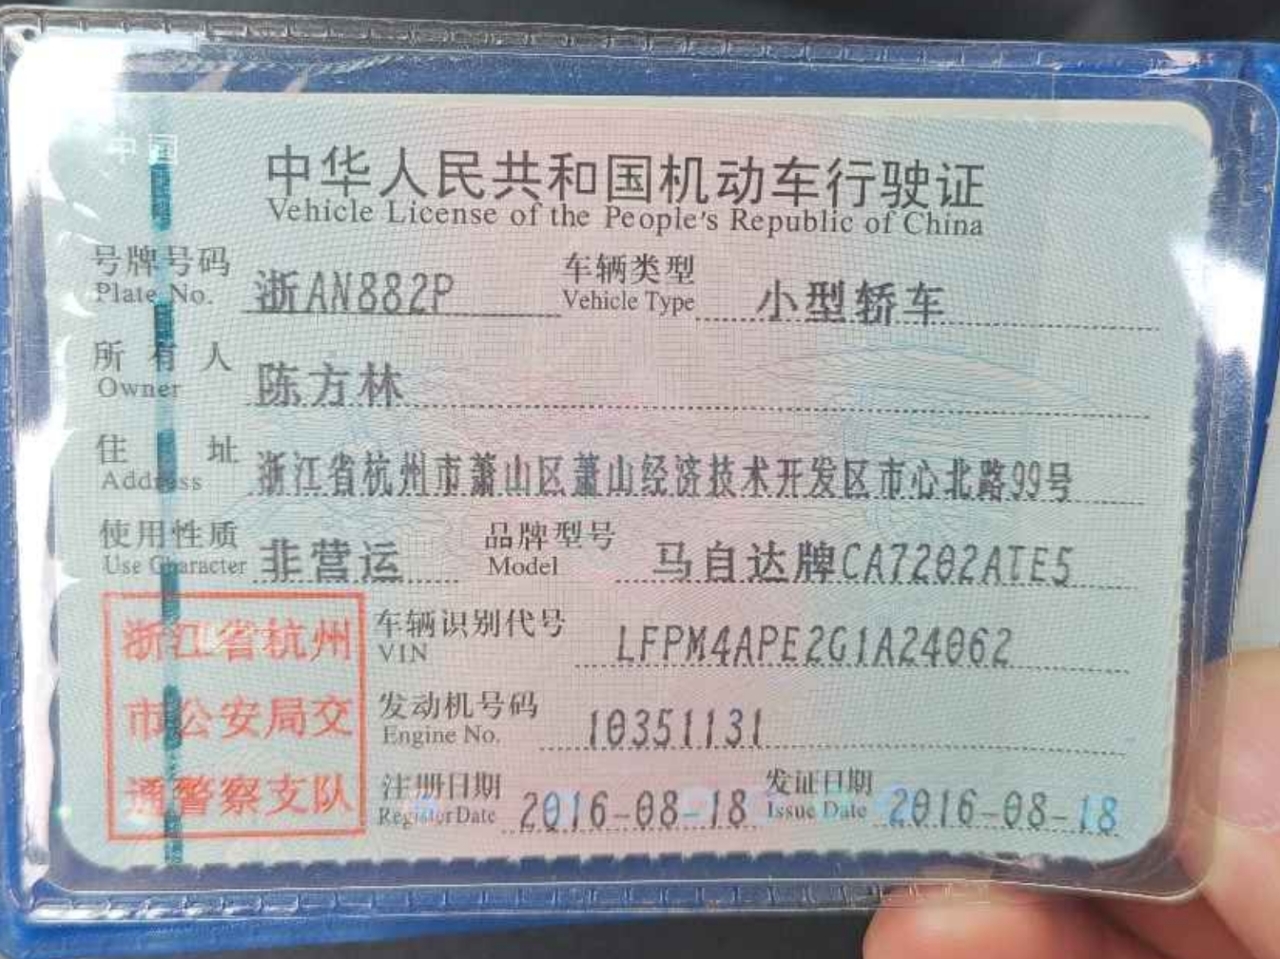 中国
中华人民共和国机动车行驶证
Vehicle License of the People's Republic of China
号牌号码 浙AN882P 车辆类型 小型轿车
Plate No. Vehicle Type
所有人 陈方林
Owner
住址 浙江省杭州市萧山区萧山经济技术开发区市心北路99号
Address
使用性质 非营运 品牌型号 马自达牌CA7202ATE5
Use Character Model
浙江省杭州
市公安局交
通警察支队
车辆识别代号 LFPM4APE2G1A24062
VIN
发动机号码 10351131
Engine No.
注册日期 2016-08-18 发证日期 2016-08-18
Register Date Issue Date